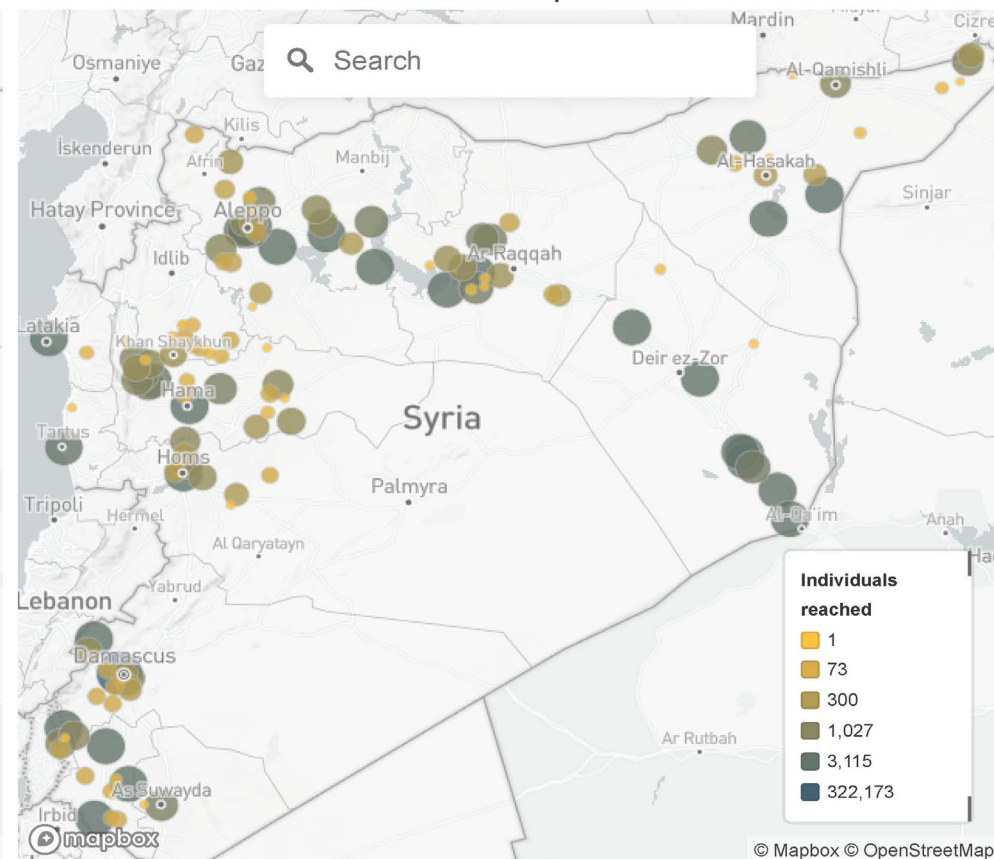 Mardin
Cizre
Osmaniye
Gaz
Search
Al-Qamishli
Kilis
İskenderun
Afrin
Manbij
Al-Hasakah
Sinjar
Hatay Province
Aleppo
Idlib
Ar-Raqqah
Latakia
Khan Shaykhun
Deir ez-Zor
Hama
Syria
Tartus
Homs
Palmyra
Tripoli
Hermel
Al-Qa'im
Anah
Al Qaryatayn
Ha
Yabrud
Lebanon
Damascus
Ar Rutbah
As Suwayda
Irbid
Individuals
reached
1
73
300
1,027
3,115
322,173
mapbox
© Mapbox © OpenStreetMap